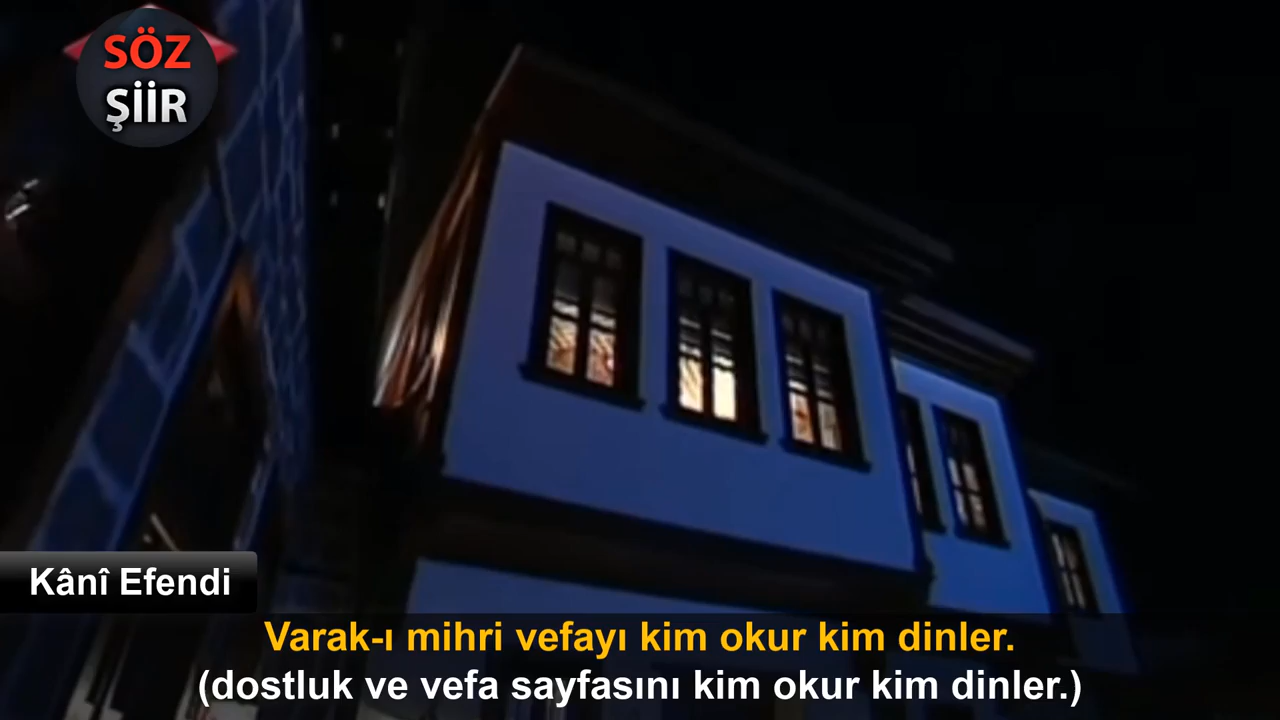 SÖZ
ŞİİR
Kânî Efendi
Varak-ı mihri vefayı kim okur kim dinler.
(dostluk ve vefa sayfasını kim okur kim dinler.)